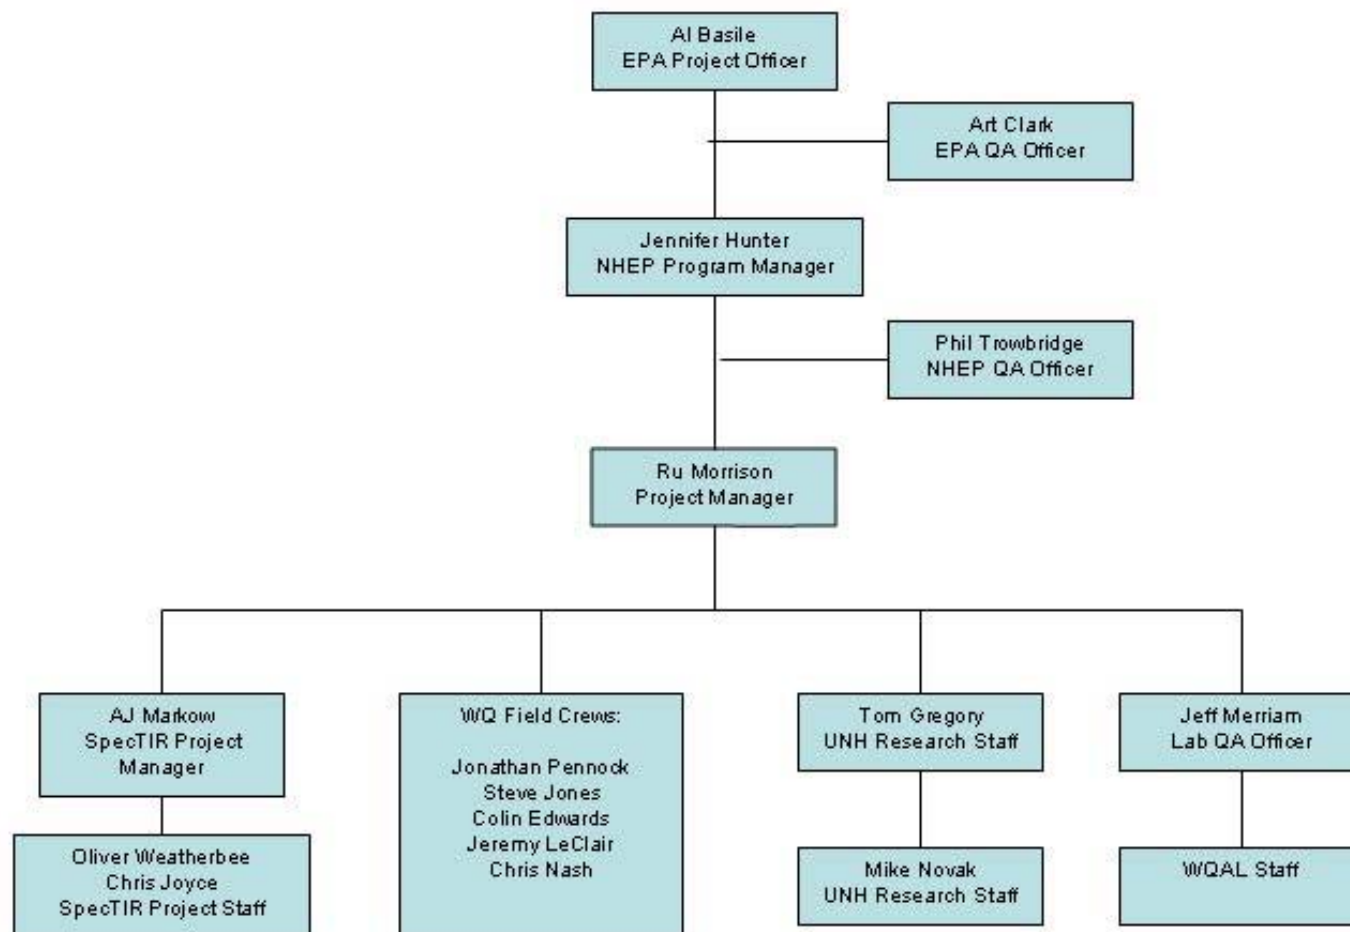 Al Basile
EPA Project Officer
Art Clark
EPA QA Officer
Jennifer Hunter
NHEP Program Manager
Phil Trowbridge
NHEP QA Officer
Ru Morrison
Project Manager
AJ Markow
SpecTIR Project
Manager
WQ Field Crews:
Jonathan Pennock
Steve Jones
Colin Edwards
Jeremy LeClair
Chris Nash
Tom Gregory
UNH Research Staff
Jeff Merriam
Lab QA Officer
Oliver Weatherbee
Chris Joyce
SpecTIR Project Staff
Mike Novak
UNH Research Staff
WQAL Staff